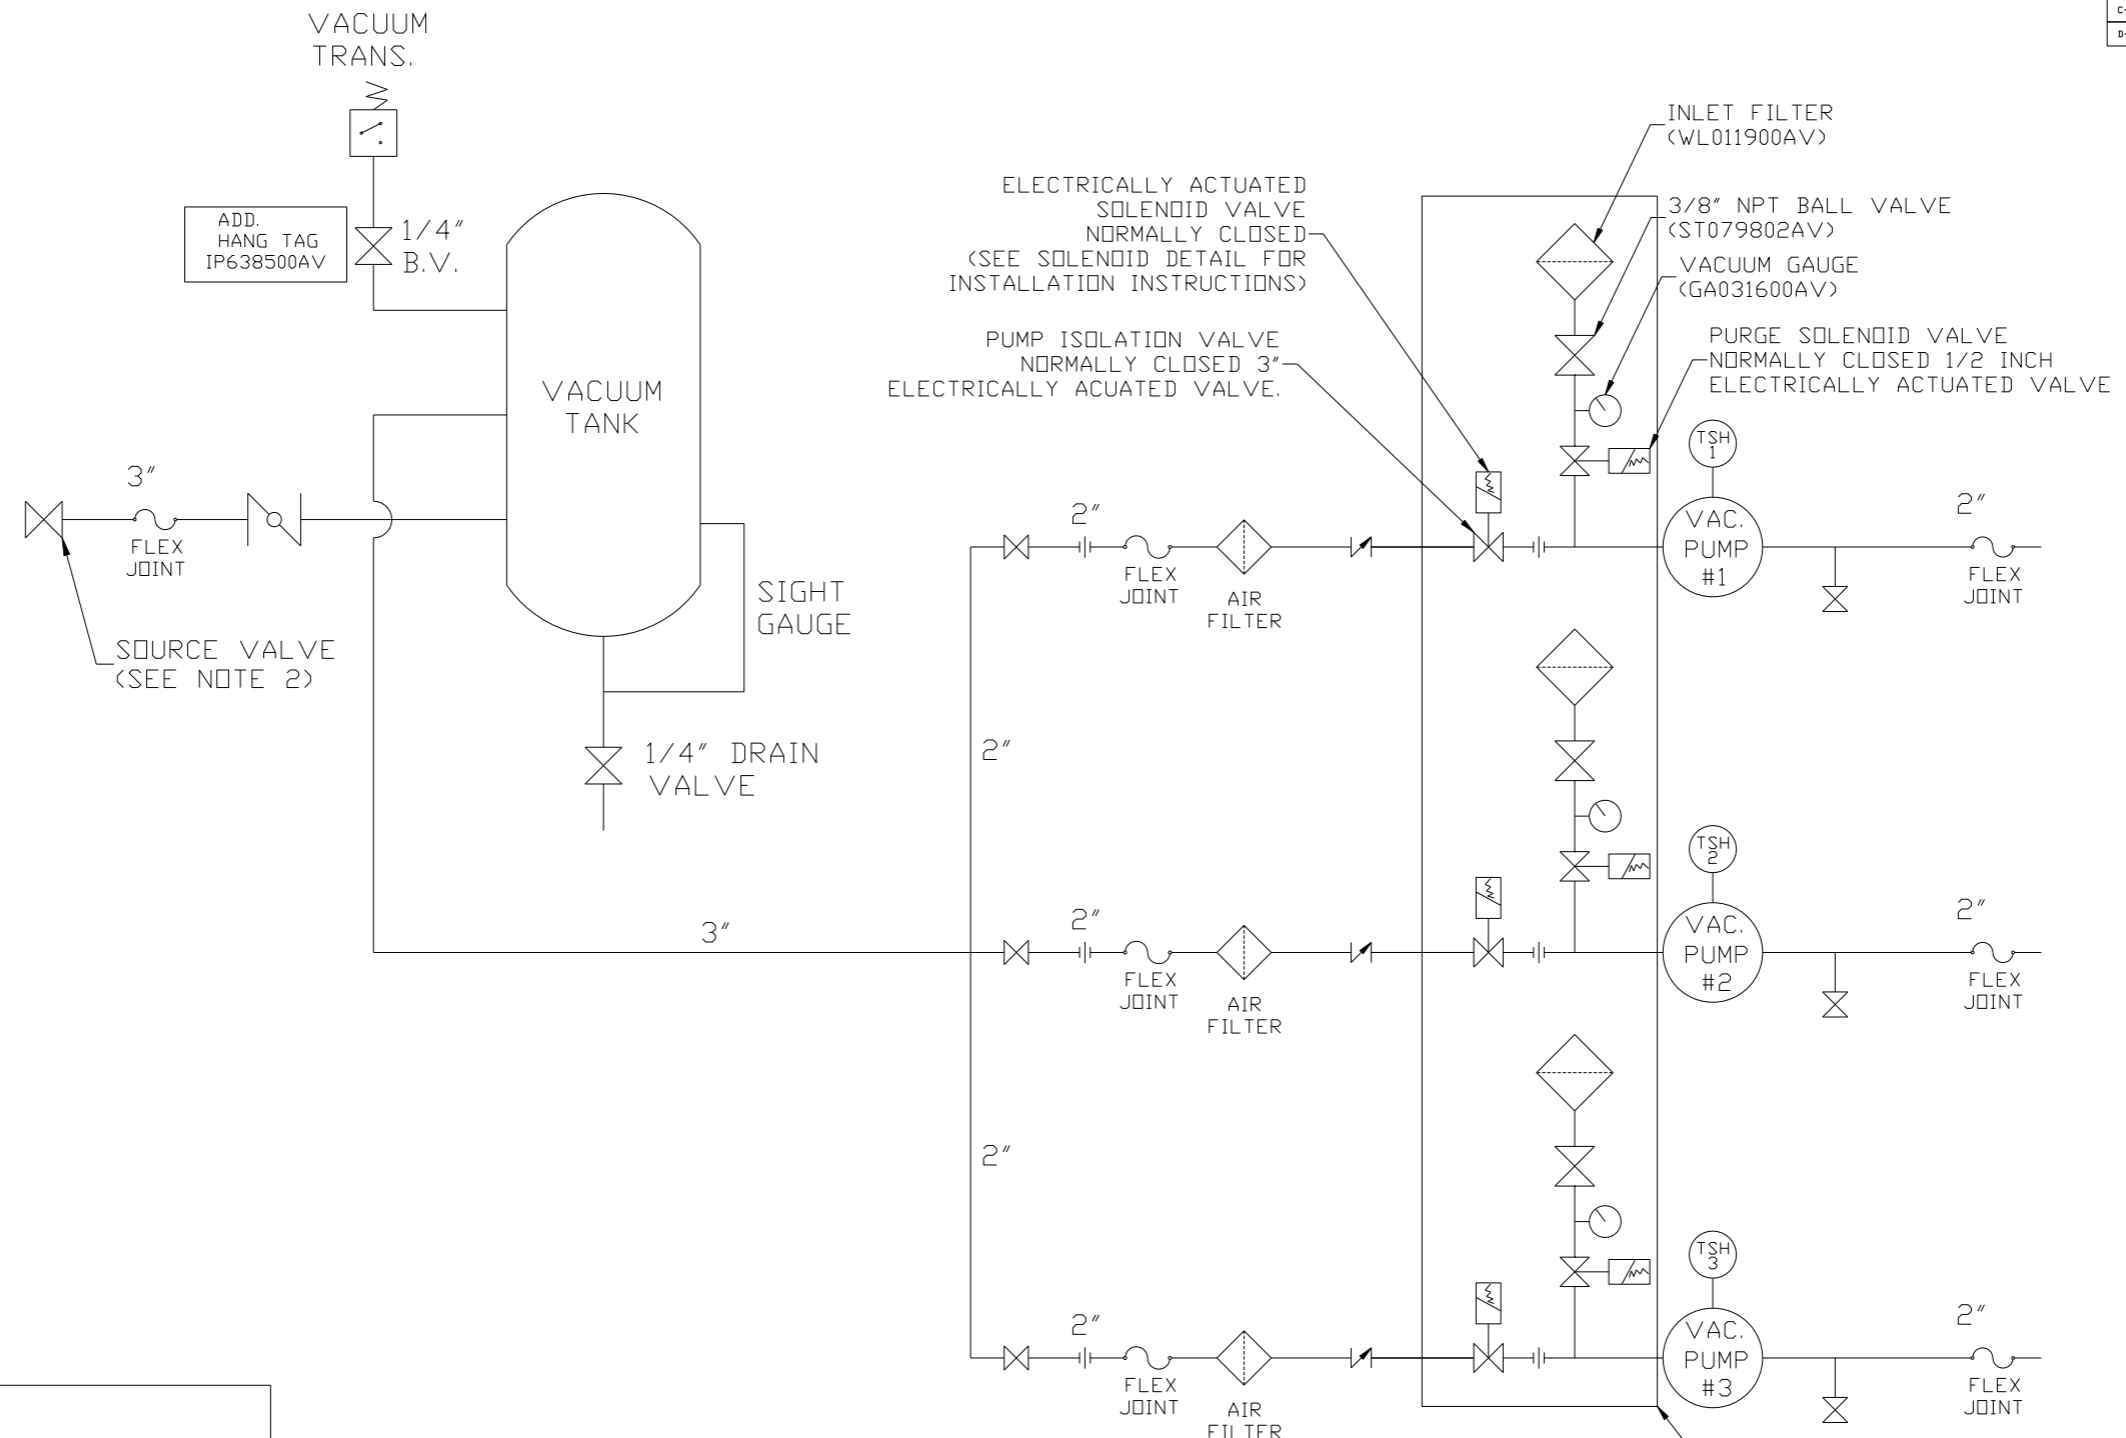 VACUUM
TRANS.
C-
D-
INLET FILTER
(WL011900AV)
ELECTRICALLY ACTUATED
SOLENOID VALVE
NORMALLY CLOSED
(SEE SOLENOID DETAIL FOR
INSTALLATION INSTRUCTIONS)
3/8" NPT BALL VALVE
(ST079802AV)
ADD.
HANG TAG
IP638500AV
1/4"
B.V.
VACUUM GAUGE
(GA031600AV)
PUMP ISOLATION VALVE
NORMALLY CLOSED 3"
ELECTRICALLY ACUATED VALVE.
PURGE SOLENOID VALVE
NORMALLY CLOSED 1/2 INCH
ELECTRICALLY ACTUATED VALVE
VACUUM
TANK
TSH
1
3"
FLEX
JOINT
2"
FLEX
JOINT
AIR
FILTER
VAC.
PUMP
#1
2"
FLEX
JOINT
SIGHT
GAUGE
SOURCE VALVE
(SEE NOTE 2)
1/4" DRAIN
VALVE
2"
TSH
2
3"
2"
FLEX
JOINT
AIR
FILTER
VAC.
PUMP
#2
2"
FLEX
JOINT
2"
TSH
3
2"
FLEX
JOINT
AIR
FILTER
VAC.
PUMP
#3
2"
FLEX
JOINT